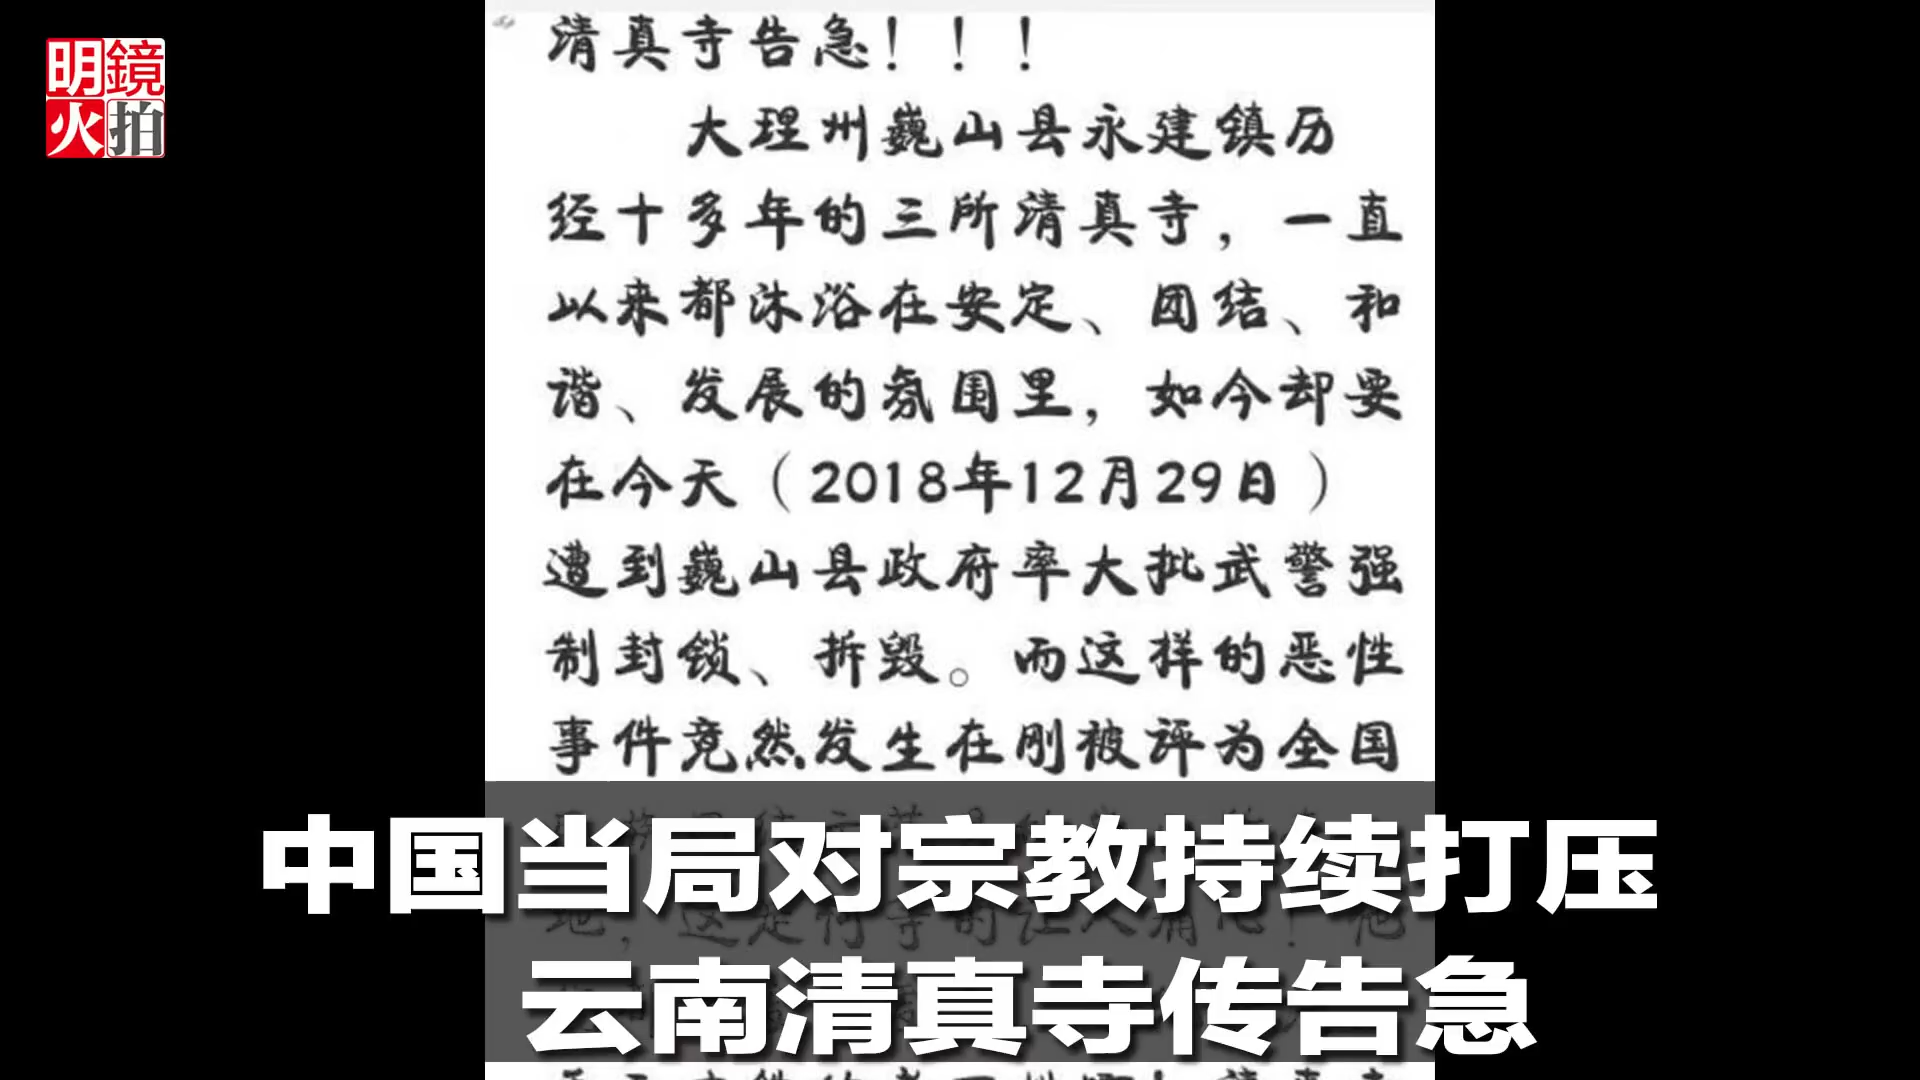 明鏡
火拍
清真寺告急！！！
大理州巍山县永建镇历
经十多年的三所清真寺，一直
以来都沐浴在安定、团结、和
谐、发展的氛围里，如今却要
在今天（2018年12月29日）
遭到巍山县政府率大批武警强
制封锁、拆毁。而这样的恶性
事件竟然发生在刚被评为全国
中国当局对宗教持续打压
云南清真寺传告急